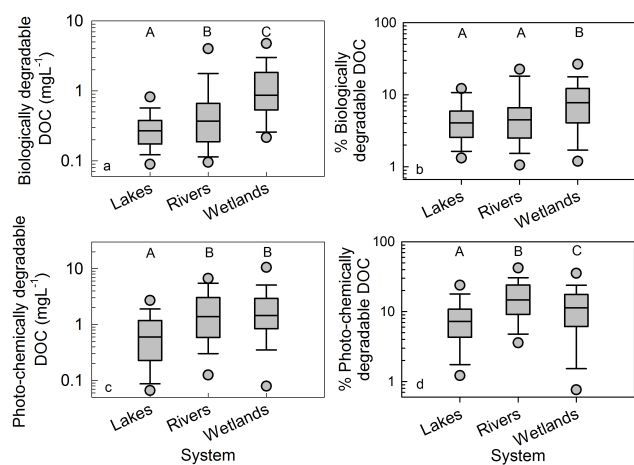 Biologically degradable
DOC (mgL⁻¹)
10
1
0.1
A B C
a
Lakes
Rivers
Wetlands
% Biologically
degradable DOC
100
10
1
A A B
b
Lakes
Rivers
Wetlands
Photo-chemically degradable
DOC (mgL⁻¹)
10
1
0.1
A B B
c
Lakes
Rivers
Wetlands
System
% Photo-chemically
degradable DOC
100
10
1
A B C
d
Lakes
Rivers
Wetlands
System